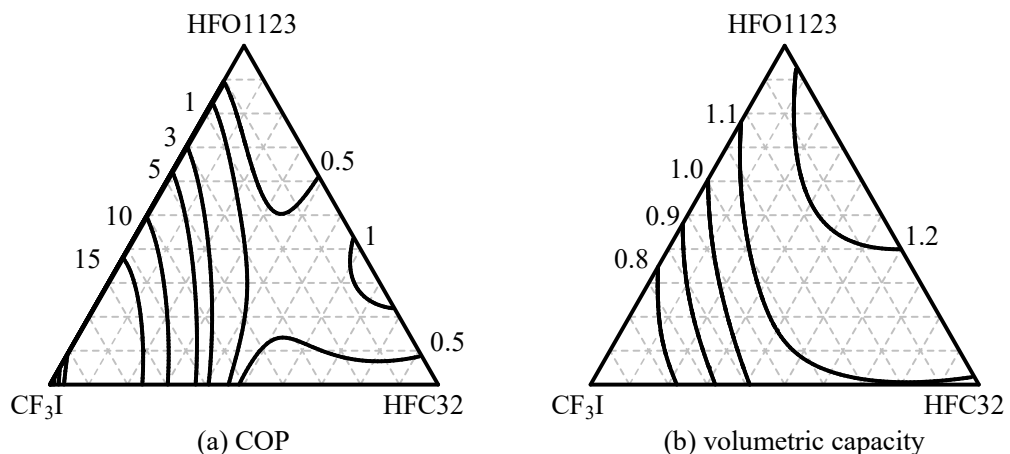 HFO1123
1
3
5
10
15
0.5
1
0.5
CF₃I
HFC32
(a) COP
HFO1123
1.1
1.0
0.9
0.8
1.2
CF₃I
HFC32
(b) volumetric capacity